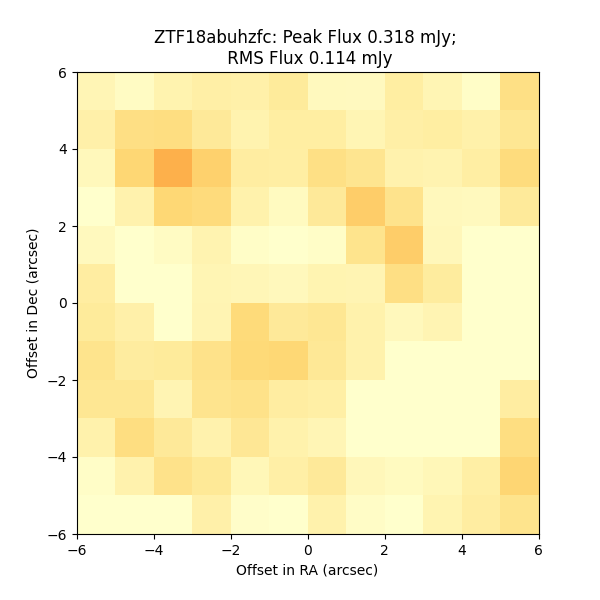 ZTF18abuhzfc: Peak Flux 0.318 mJy;
RMS Flux 0.114 mJy
6
4
2
0
−2
−4
−6
Offset in Dec (arcsec)
−6 −4 −2 0 2 4 6
Offset in RA (arcsec)